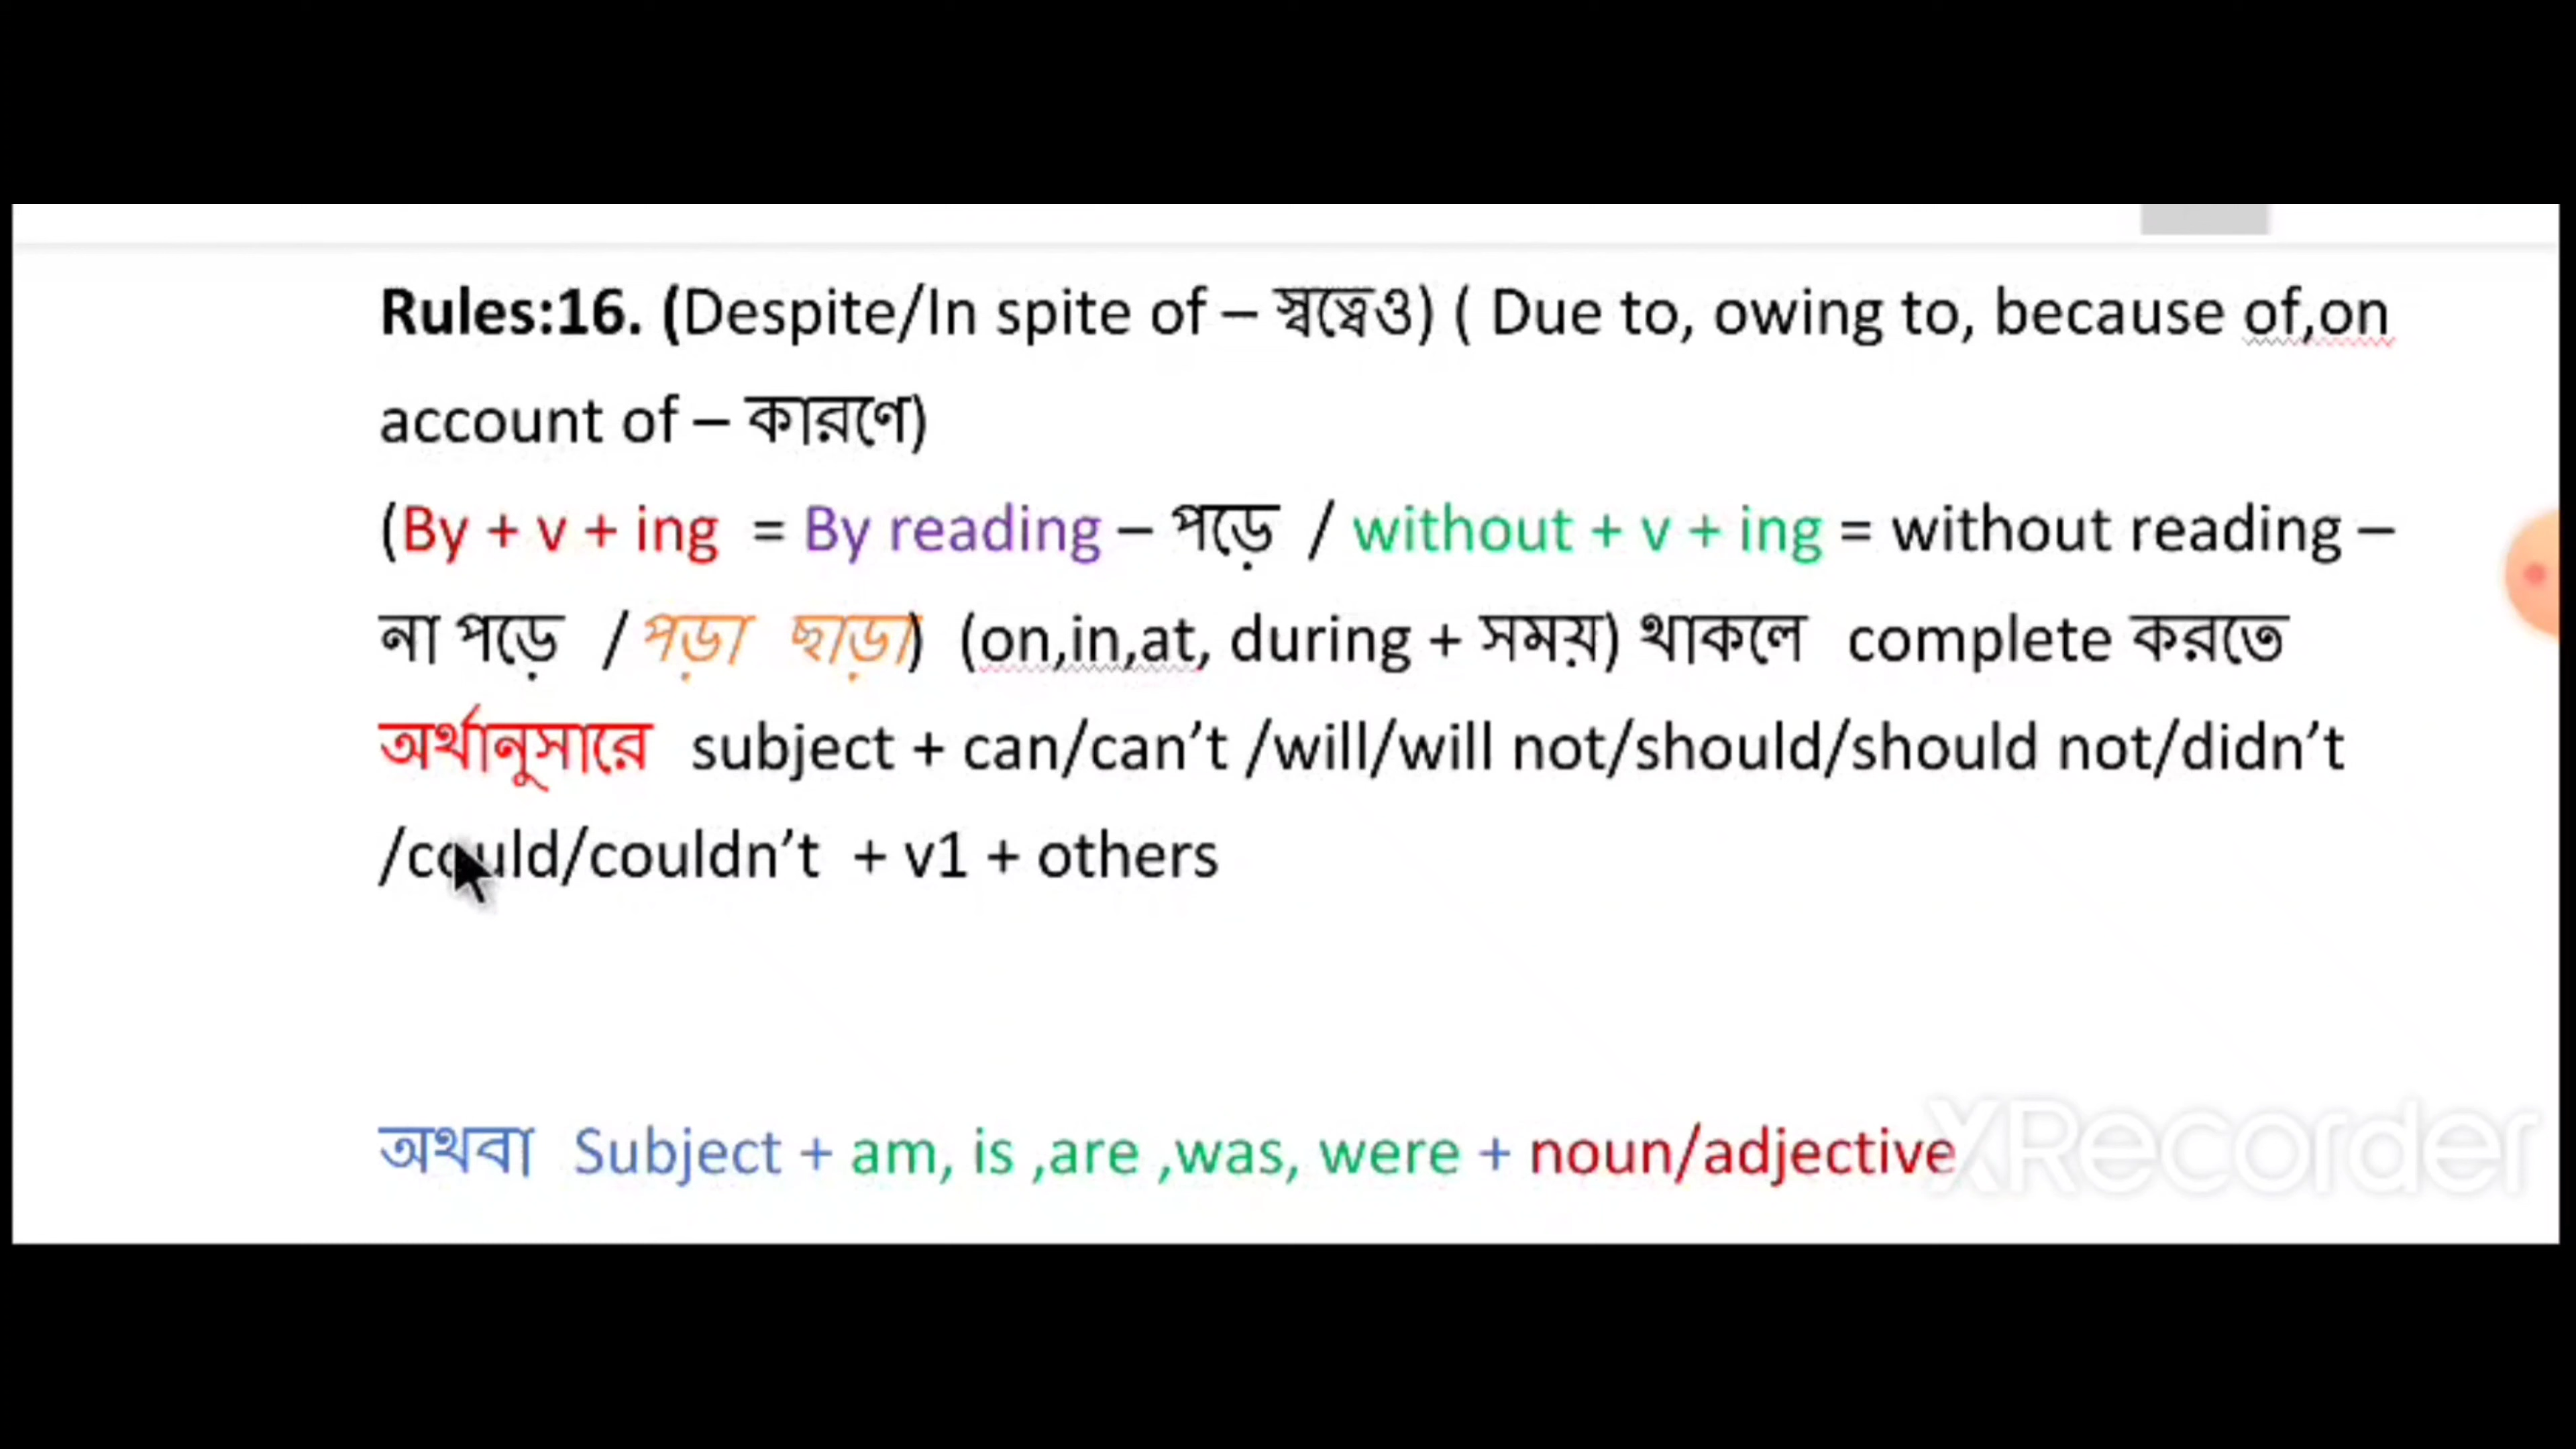 Rules:16. (Despite/In spite of – স্বত্বেও) ( Due to, owing to, because of,on
account of – কারণে)
(By + v + ing = By reading – পড়ে / without + v + ing = without reading –
না পড়ে / পড়া ছাড়া) (on,in,at, during + সময়) থাকলে complete করতে
অর্থানুসারে subject + can/can’t /will/will not/should/should not/didn’t
/could/couldn’t + v1 + others
অথবা Subject + am, is ,are ,was, were + noun/adjective
XRecorder